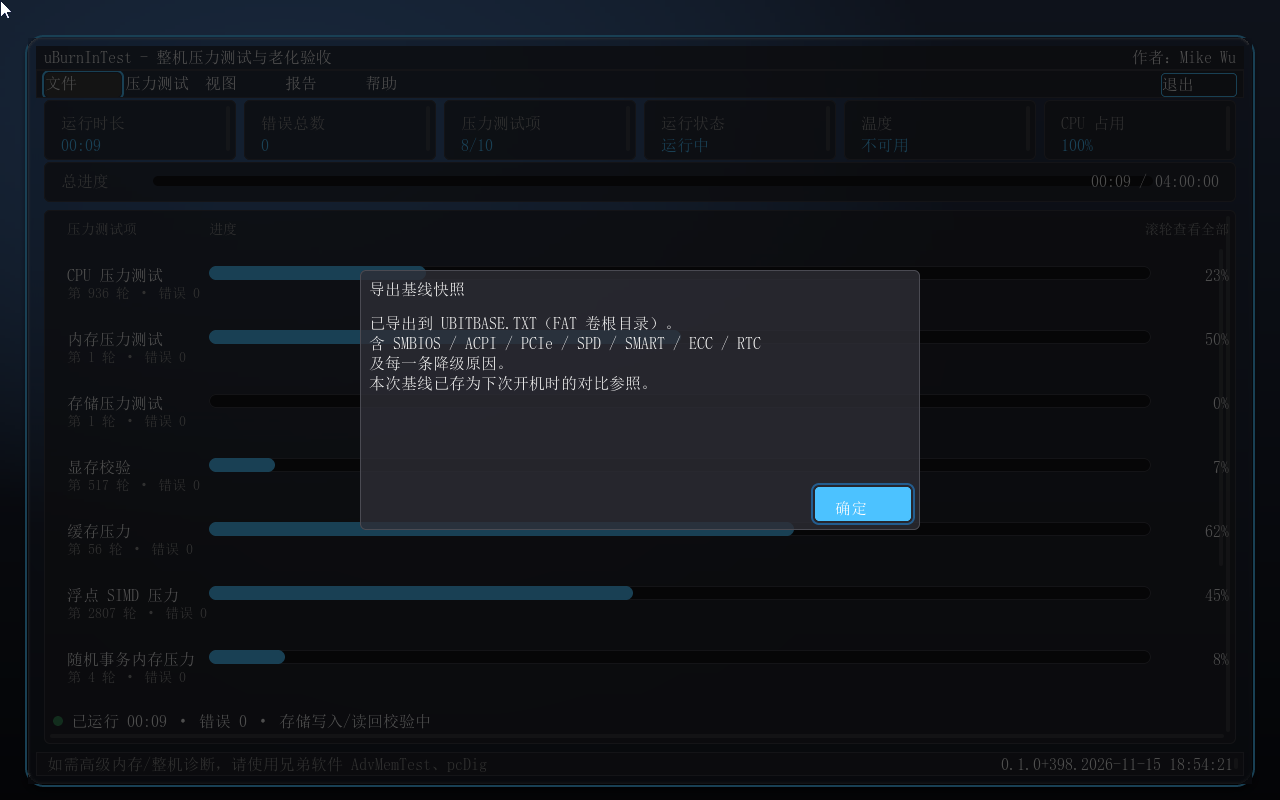 uBurnInTest - 整机压力测试与老化验收
作者: Mike Wu
文件 压力测试 视图 报告 帮助 退出
运行时长 错误总数 压力测试项 运行状态 温度 CPU 占用
00:09 0 8/10 运行中 不可用 100%
总进度 00:09 / 04:00:00
压力测试项 进度 滚轮查看全部
CPU 压力测试 23%
第 936 轮 • 错误 0
内存压力测试 50%
第 1 轮 • 错误 0
存储压力测试 0%
第 1 轮 • 错误 0
显存校验 7%
第 517 轮 • 错误 0
缓存压力 62%
第 56 轮 • 错误 0
浮点 SIMD 压力 45%
第 2807 轮 • 错误 0
随机事务内存压力 8%
第 4 轮 • 错误 0
导出基线快照
已导出到 UBITBASE.TXT（FAT 卷根目录）。
含 SMBIOS / ACPI / PCIe / SPD / SMART / ECC / RTC
及每一条降级原因。
本次基线已存为下次开机时的对比参照。
确定
已运行 00:09 • 错误 0 • 存储写入/读回校验中
如需高级内存/整机诊断，请使用兄弟软件 AdvMemTest、pcDig
0.1.0+398.2026-11-15 18:54:21